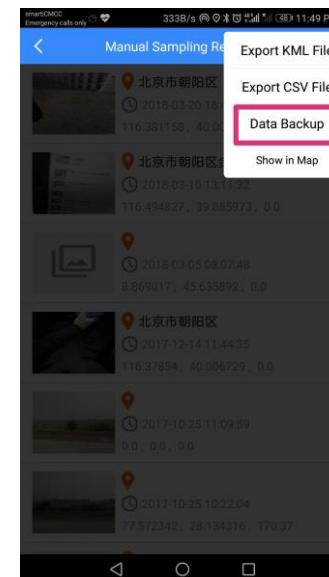 smartCMCC
Emergency calls only
333B/s
48
11:49 P
Manual Sampling Re
Export KML File
Export CSV File
Data Backup
Show in Map
北京市朝阳区
2018-03-20 16:
116.381158, 40.00
北京市朝阳区
2018-03-10 13:11:32
116.494827, 39.885973, 0.0
2018-03-05 08:07:48
8.869017, 45.635892, 0.0
北京市朝阳区
2017-12-14 11:44:35
116.37854, 40.006729, 0.0
2017-10-25 11:09:59
0.0, 0.0, 0.0
2017-10-25 10:22:04
77.572342, 28.134316, 170.37